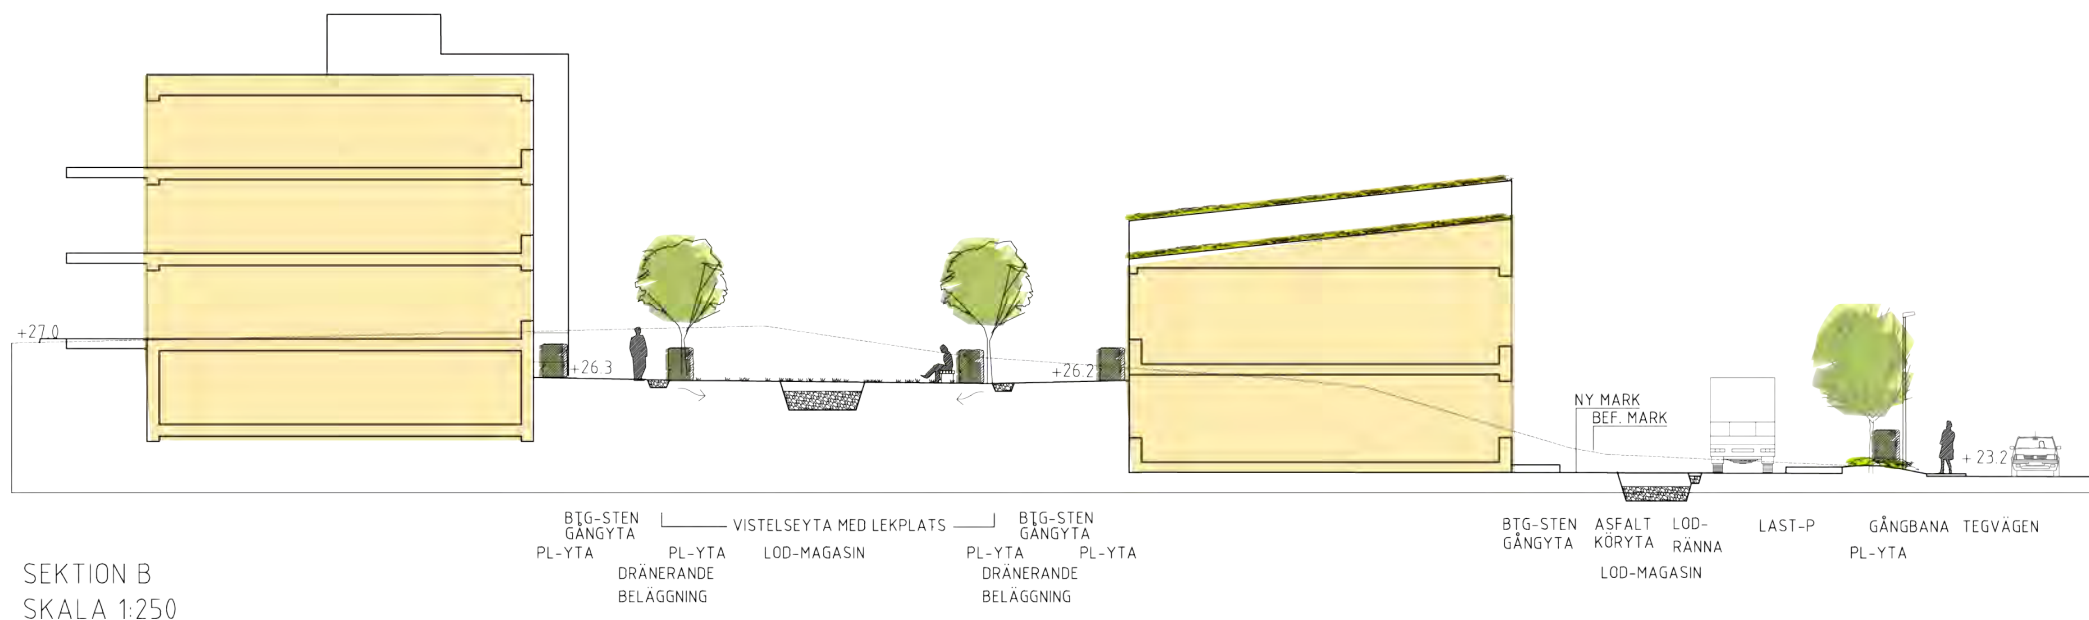 +27.0
+26.3
+26.2
NY MARK
BEF. MARK
+ 23.2
BTG-STEN
GÅNGYTA
VISTELSEYTA MED LEKPLATS
BTG-STEN
GÅNGYTA
PL-YTA
PL-YTA
LOD-MAGASIN
PL-YTA
PL-YTA
DRÄNERANDE
BELÄGGNING
DRÄNERANDE
BELÄGGNING
BTG-STEN
GÅNGYTA
ASFALT
KÖRYTA
LOD-
RÄNNA
LAST-P
GÅNGBANA
TEGVÄGEN
PL-YTA
LOD-MAGASIN
SEKTION B
SKALA 1:250